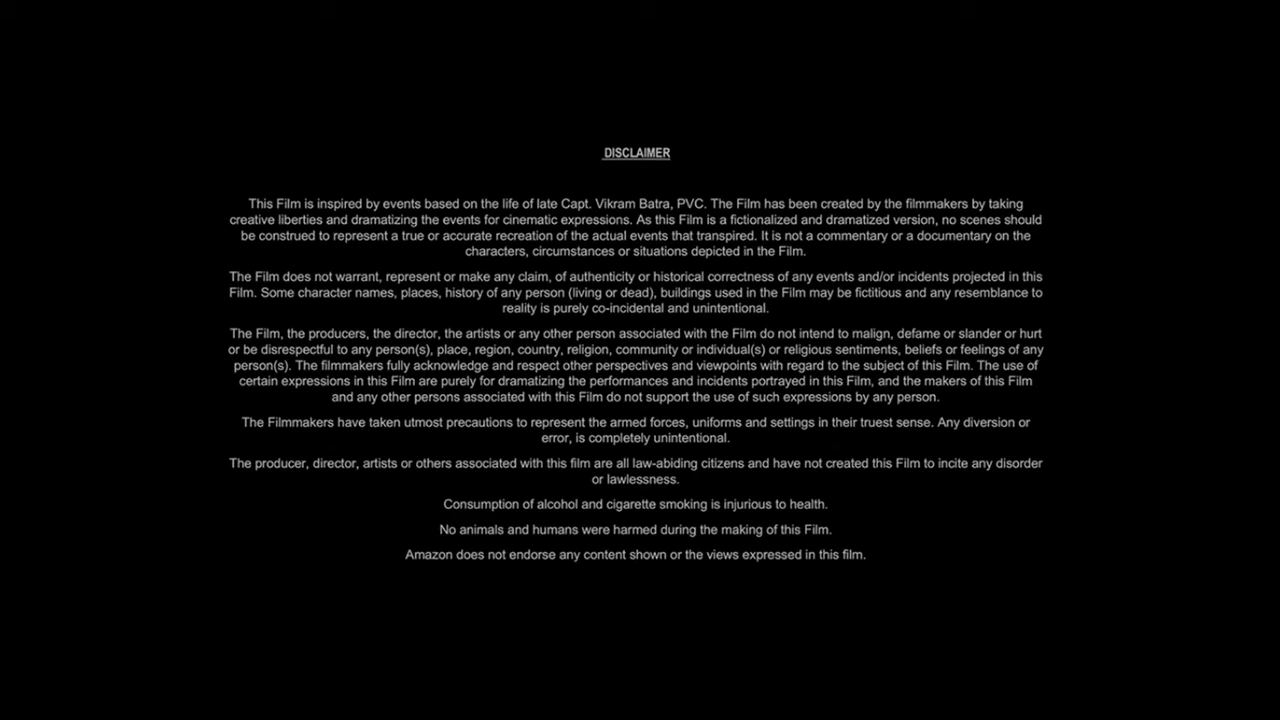 DISCLAIMER
This Film is inspired by events based on the life of late Capt. Vikram Batra, PVC. The Film has been created by the filmmakers by taking
creative liberties and dramatizing the events for cinematic expressions. As this Film is a fictionalized and dramatized version, no scenes should
be construed to represent a true or accurate recreation of the actual events that transpired. It is not a commentary or a documentary on the
characters, circumstances or situations depicted in the Film.
The Film does not warrant, represent or make any claim, of authenticity or historical correctness of any events and/or incidents projected in this
Film. Some character names, places, history of any person (living or dead), buildings used in the Film may be fictitious and any resemblance to
reality is purely co-incidental and unintentional.
The Film, the producers, the director, the artists or any other person associated with the Film do not intend to malign, defame or slander or hurt
or be disrespectful to any person(s), place, region, country, religion, community or individual(s) or religious sentiments, beliefs or feelings of any
person(s). The filmmakers fully acknowledge and respect other perspectives and viewpoints with regard to the subject of this Film. The use of
certain expressions in this Film are purely for dramatizing the performances and incidents portrayed in this Film, and the makers of this Film
and any other persons associated with this Film do not support the use of such expressions by any person.
The Filmmakers have taken utmost precautions to represent the armed forces, uniforms and settings in their truest sense. Any diversion or
error, is completely unintentional.
The producer, director, artists or others associated with this film are all law-abiding citizens and have not created this Film to incite any disorder
or lawlessness.
Consumption of alcohol and cigarette smoking is injurious to health.
No animals and humans were harmed during the making of this Film.
Amazon does not endorse any content shown or the views expressed in this film.